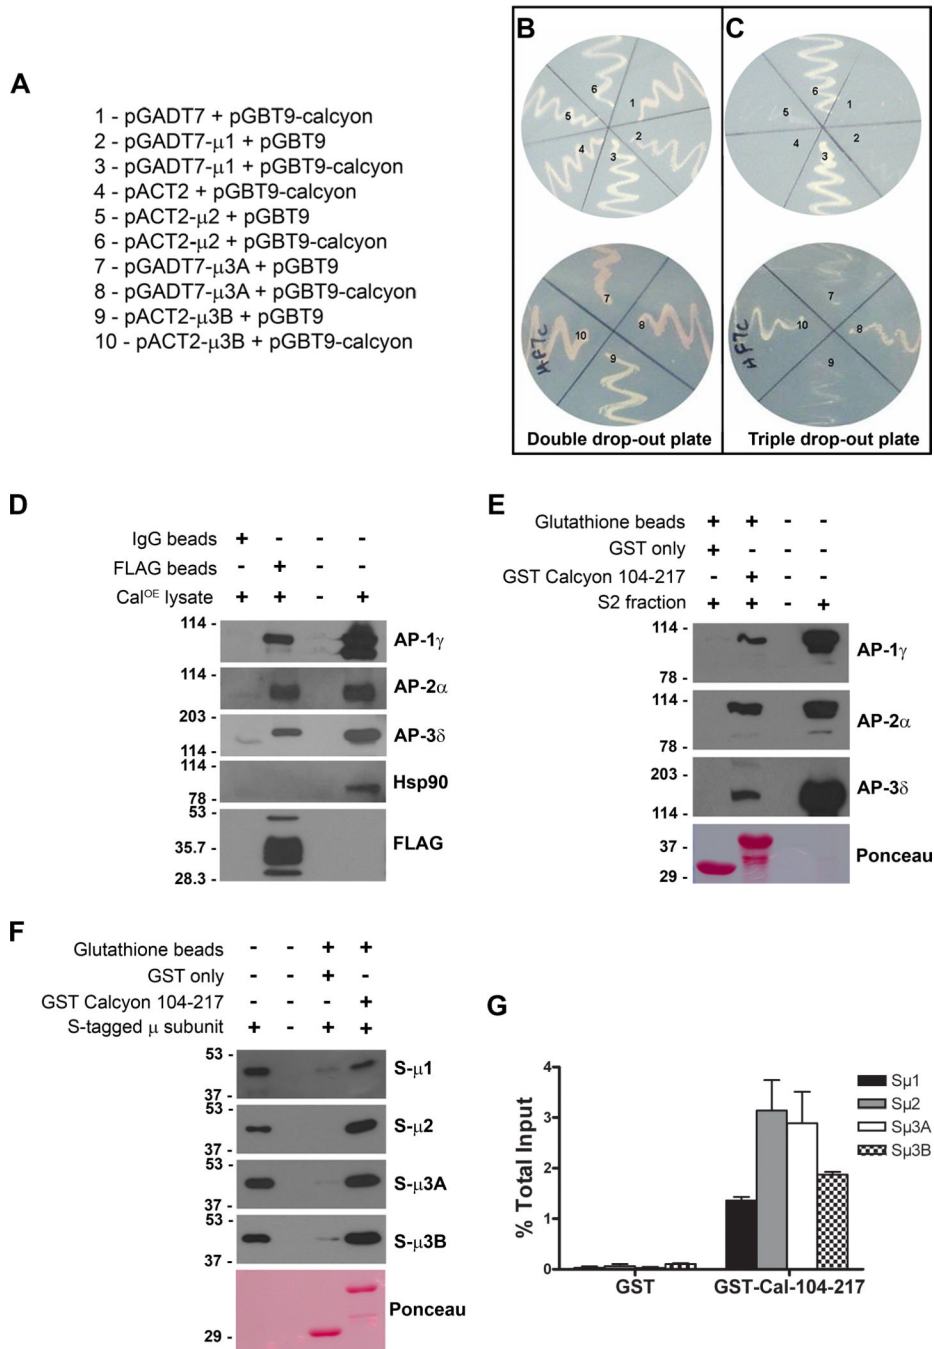 A
1 - pGADT7 + pGBT9-calcyon
2 - pGADT7-µ1 + pGBT9
3 - pGADT7-µ1 + pGBT9-calcyon
4 - pACT2 + pGBT9-calcyon
5 - pACT2-µ2 + pGBT9
6 - pACT2-µ2 + pGBT9-calcyon
7 - pGADT7-µ3A + pGBT9
8 - pGADT7-µ3A + pGBT9-calcyon
9 - pACT2-µ3B + pGBT9
10 - pACT2-µ3B + pGBT9-calcyon
B
6
1
5
2
4
3
7
10
8
9
HF7c
Double drop-out plate
C
6
1
5
2
4
3
7
10
8
9
HF7c
Triple drop-out plate
D
IgG beads + - - -
FLAG beads - + - -
Cal^OE lysate + + - +
114 - AP-1γ
114 - AP-2α
203 -
114 - AP-3δ
114 - Hsp90
78 -
53 -
35.7 - FLAG
28.3 -
E
Glutathione beads + + - -
GST only + - - -
GST Calcyon 104-217 - + - -
S2 fraction + + - +
114 - AP-1γ
78 -
114 - AP-2α
78 -
203 - AP-3δ
114 -
37 - Ponceau
29 -
F
Glutathione beads - - + +
GST only - - + -
GST Calcyon 104-217 - - - +
S-tagged µ subunit + - + +
53 - S-µ1
37 -
53 - S-µ2
37 -
53 - S-µ3A
37 -
53 - S-µ3B
37 -
Ponceau
29 -
G
% Total Input
4
3
2
1
0
GST GST-Cal-104-217
Sµ1
Sµ2
Sµ3A
Sµ3B